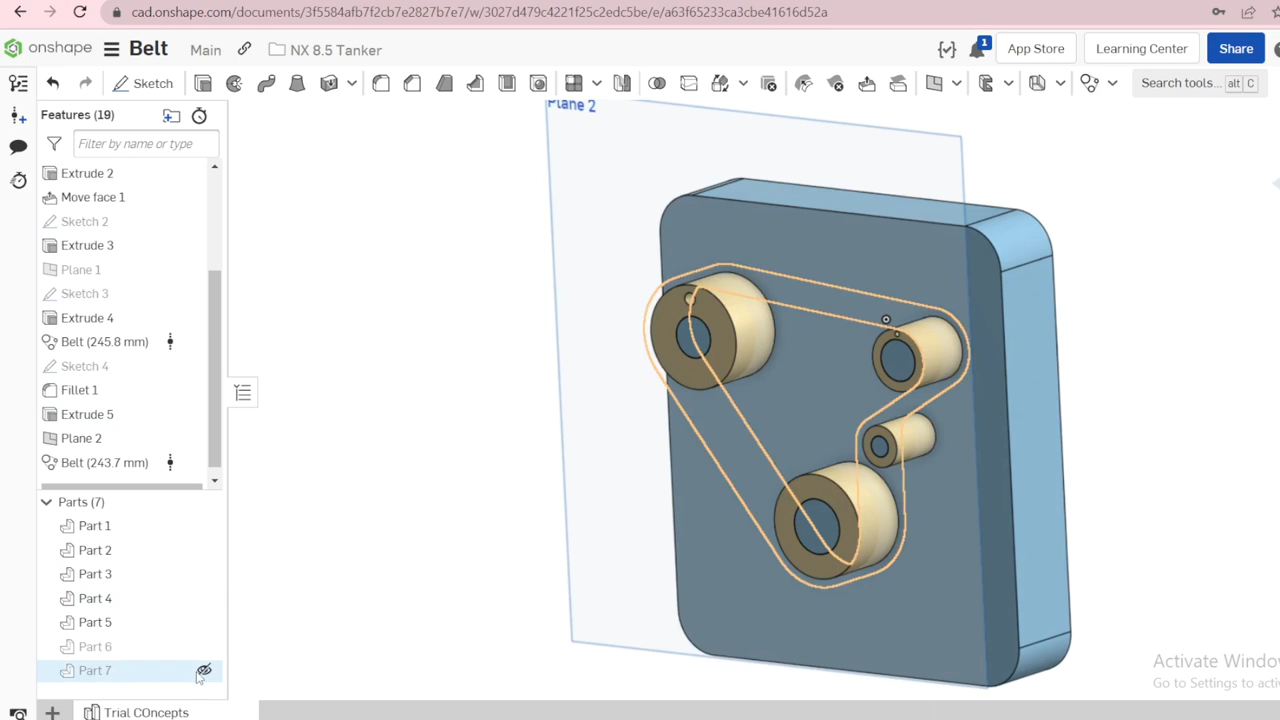 cad.onshape.com/documents/3f5584afb7f2cb7e2827b7e7/w/3027d479c4221f25c2edc5be/e/a63f65233ca3cbe41616d52a
onshape Belt Main NX 8.5 Tanker 1 App Store Learning Center Share
Sketch Search tools... alt C
Features (19)
Filter by name or type
Extrude 2
Move face 1
Sketch 2
Extrude 3
Plane 1
Sketch 3
Extrude 4
Belt (245.8 mm)
Sketch 4
Fillet 1
Extrude 5
Plane 2
Belt (243.7 mm)
Parts (7)
Part 1
Part 2
Part 3
Part 4
Part 5
Part 6
Part 7
Trial COncepts
Plane 2
Activate Windo
Go to Settings to acti